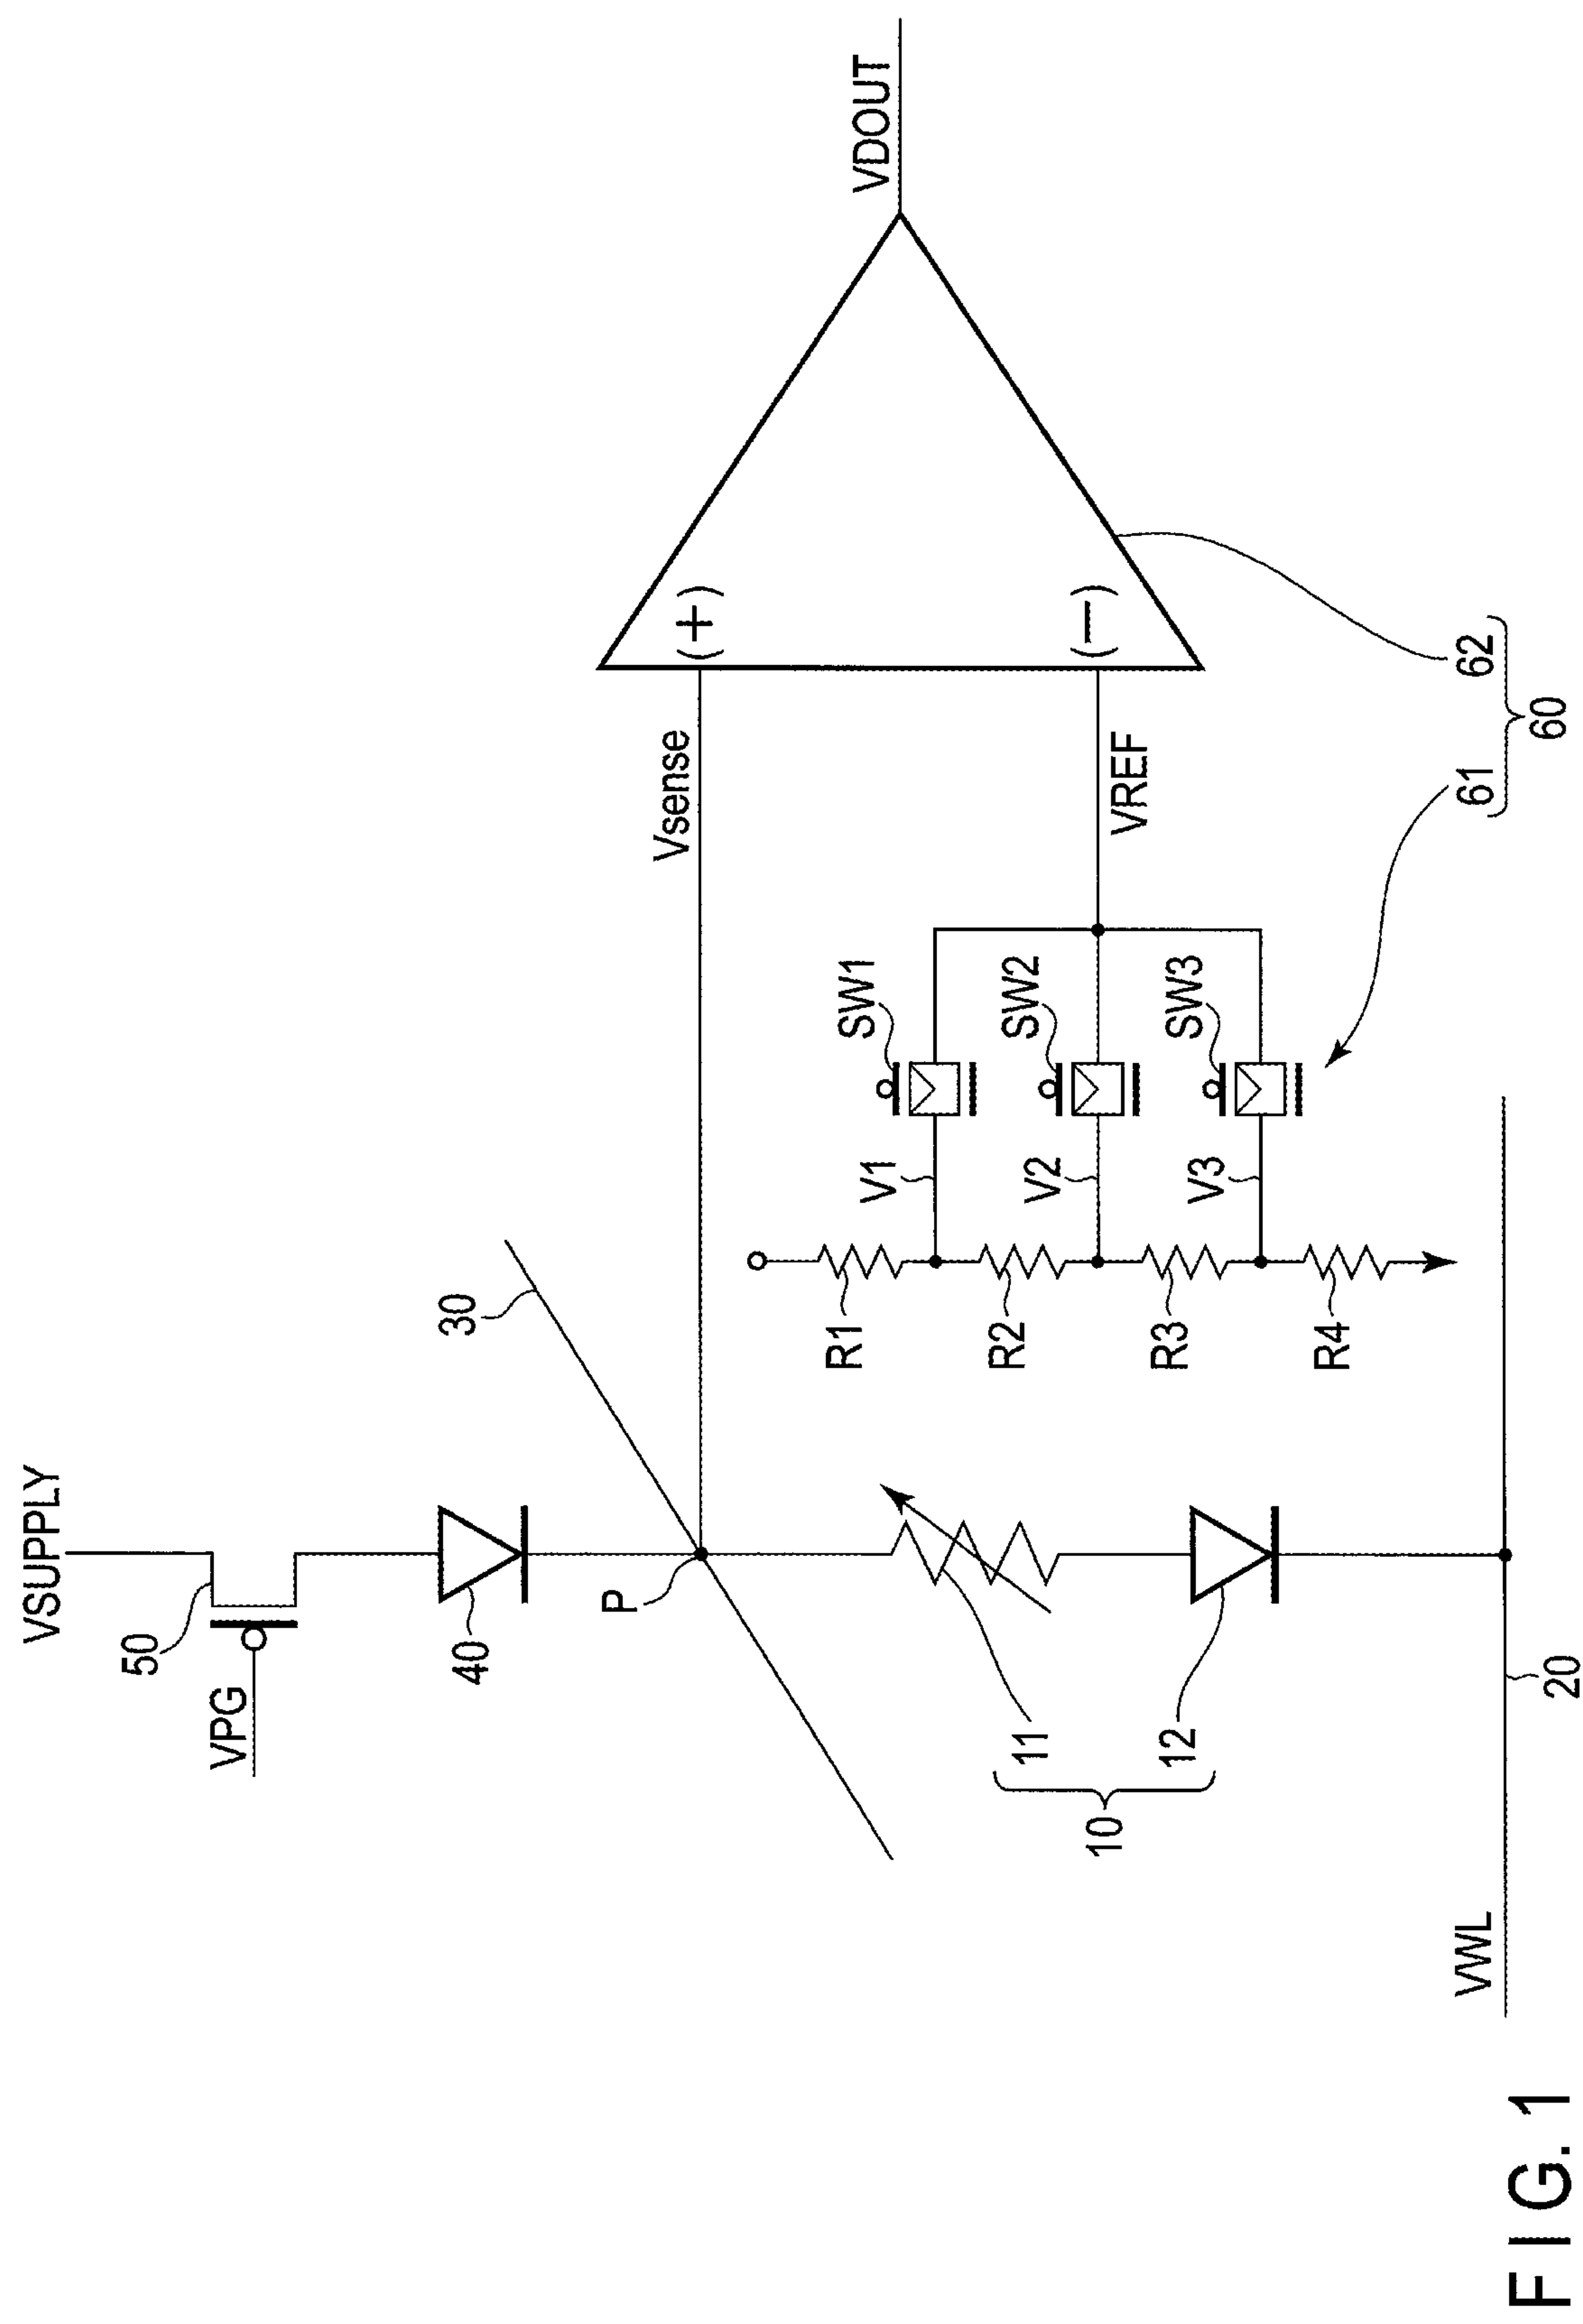 VSUPPLY
50
VPG
40
30
P
Vsense
(+)
VDOUT
11
12
10
R1
R2
R3
R4
V1
V2
V3
SW1
SW2
SW3
VREF
(−)
61
62
60
VWL
20
FIG. 1